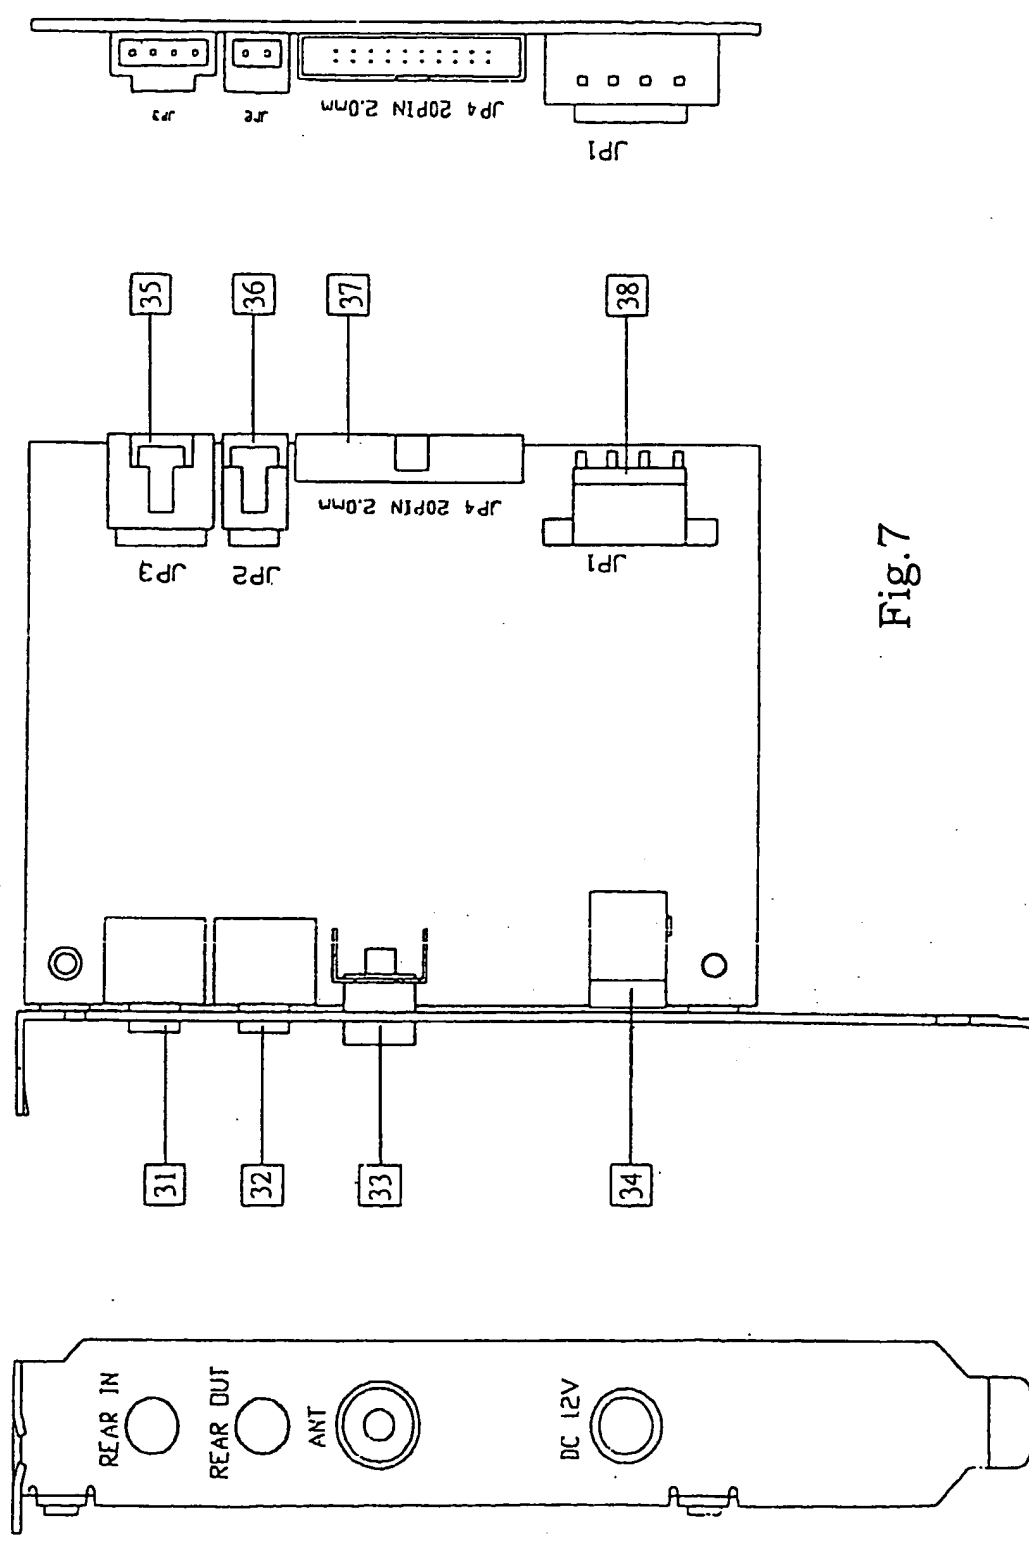 JP3
JP2
JP4 20PIN 2.0mm
JP1
35
36
37
38
JP3
JP2
JP4 20PIN 2.0mm
JP1
Fig.7
31
32
33
34
REAR IN
REAR OUT
ANT
DC 12V